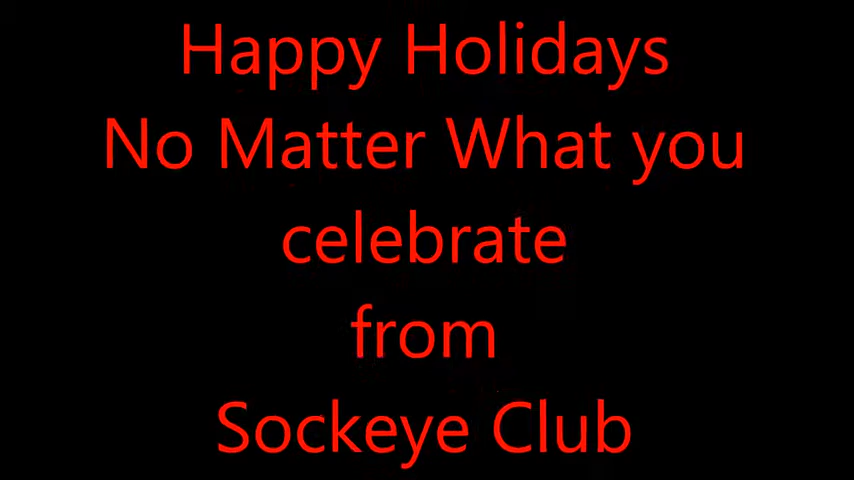 Happy Holidays
No Matter What you
celebrate
from
Sockeye Club